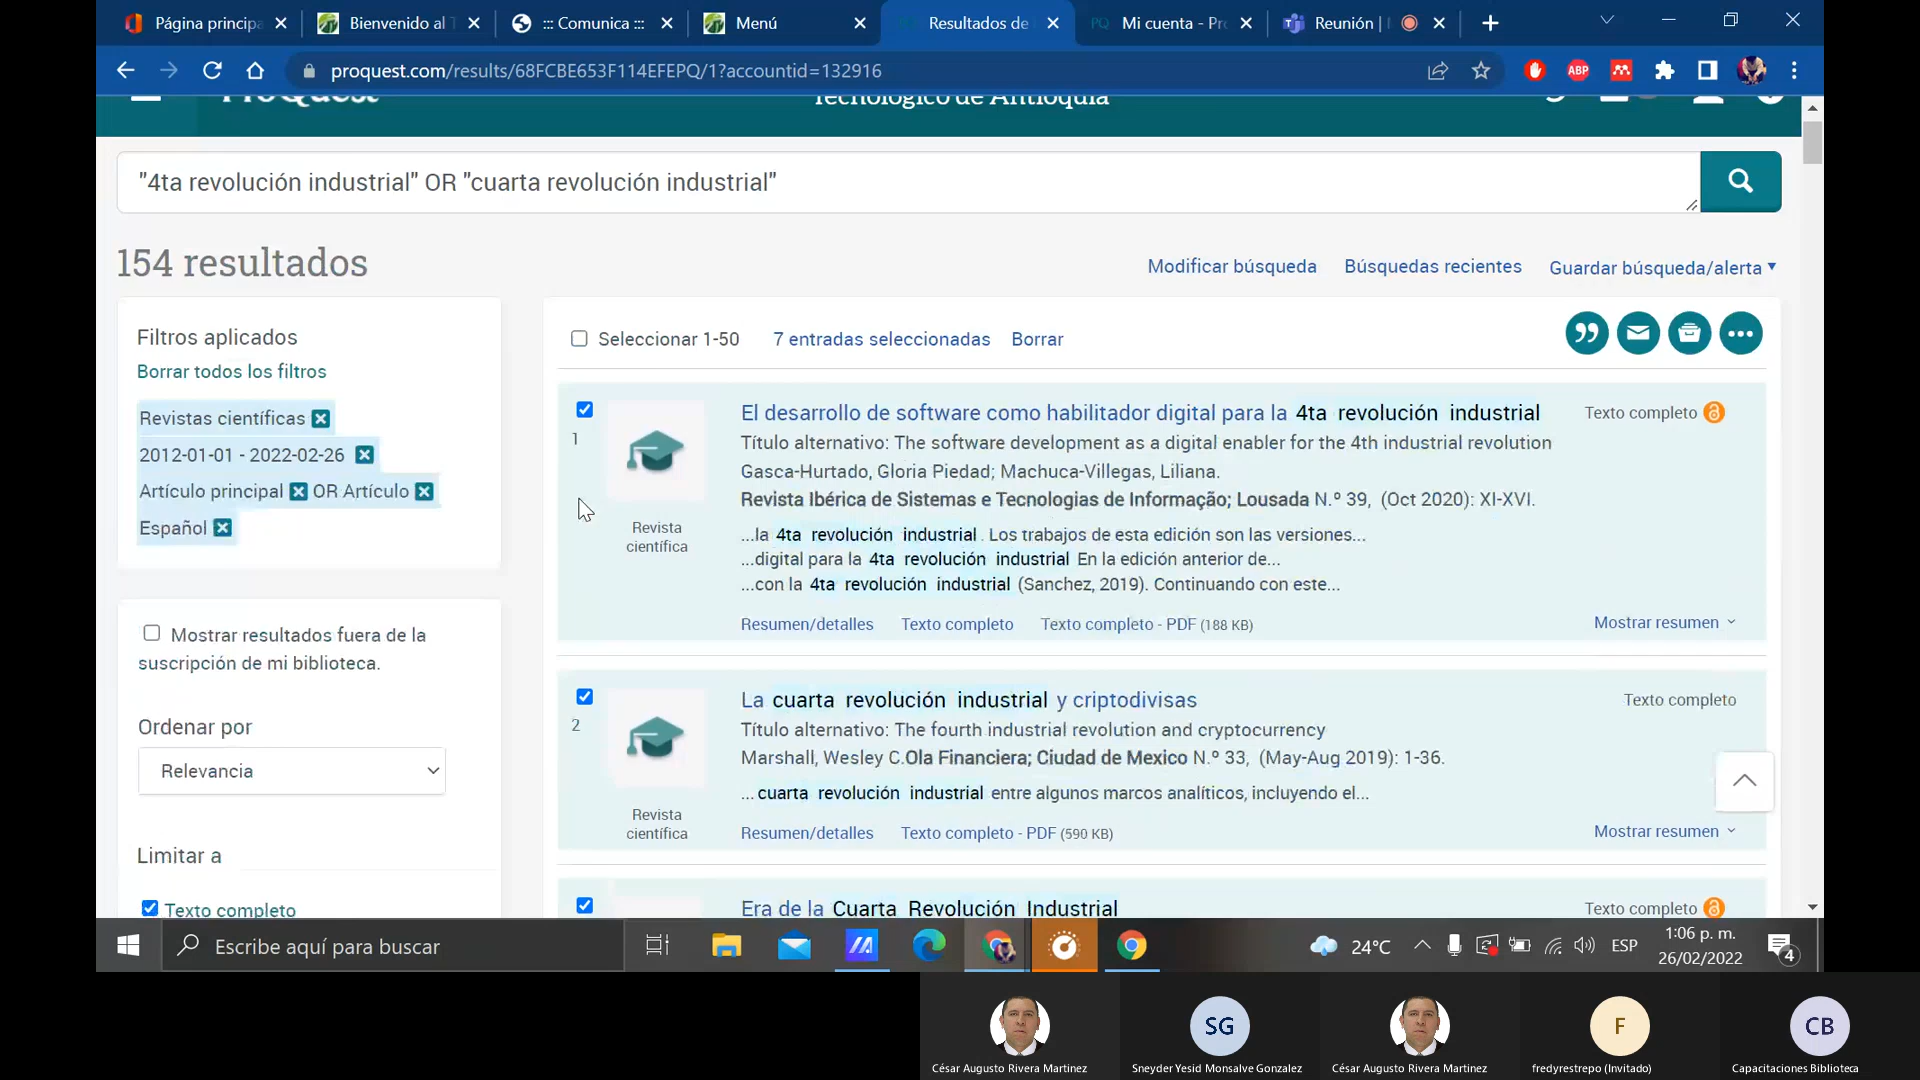 Página principa
Bienvenido al T
::: Comunica :::
Menú
Resultados de
PQ
Mi cuenta - Pro
Reunión |
proquest.com/results/68FCBE653F114EFEPQ/1?accountid=132916
ABP
ProQuest
Tecnológico de Antioquia
"4ta revolución industrial" OR "cuarta revolución industrial"
154 resultados
Modificar búsqueda
Búsquedas recientes
Guardar búsqueda/alerta
Filtros aplicados
Borrar todos los filtros
Revistas científicas
2012-01-01 - 2022-02-26
Artículo principal OR Artículo
Español
Mostrar resultados fuera de la
suscripción de mi biblioteca.
Ordenar por
Relevancia
Limitar a
Texto completo
Seleccionar 1-50
7 entradas seleccionadas
Borrar
1
Revista
científica
El desarrollo de software como habilitador digital para la 4ta revolución industrial
Texto completo
Título alternativo: The software development as a digital enabler for the 4th industrial revolution
Gasca-Hurtado, Gloria Piedad; Machuca-Villegas, Liliana.
Revista Ibérica de Sistemas e Tecnologias de Informação; Lousada N.º 39, (Oct 2020): XI-XVI.
...la 4ta revolución industrial . Los trabajos de esta edición son las versiones...
...digital para la 4ta revolución industrial En la edición anterior de...
...con la 4ta revolución industrial (Sanchez, 2019). Continuando con este...
Resumen/detalles
Texto completo
Texto completo - PDF (188 KB)
Mostrar resumen
2
Revista
científica
La cuarta revolución industrial y criptodivisas
Texto completo
Título alternativo: The fourth industrial revolution and cryptocurrency
Marshall, Wesley C.Ola Financiera; Ciudad de Mexico N.º 33, (May-Aug 2019): 1-36.
... cuarta revolución industrial entre algunos marcos analíticos, incluyendo el...
Resumen/detalles
Texto completo - PDF (590 KB)
Mostrar resumen
Era de la Cuarta Revolución Industrial
Texto completo
Escribe aquí para buscar
24°C
ESP
1:06 p. m.
26/02/2022
4
SG
F
CB
César Augusto Rivera Martinez
Sneyder Yesid Monsalve Gonzalez
César Augusto Rivera Martinez
fredyrestrepo (Invitado)
Capacitaciones Biblioteca